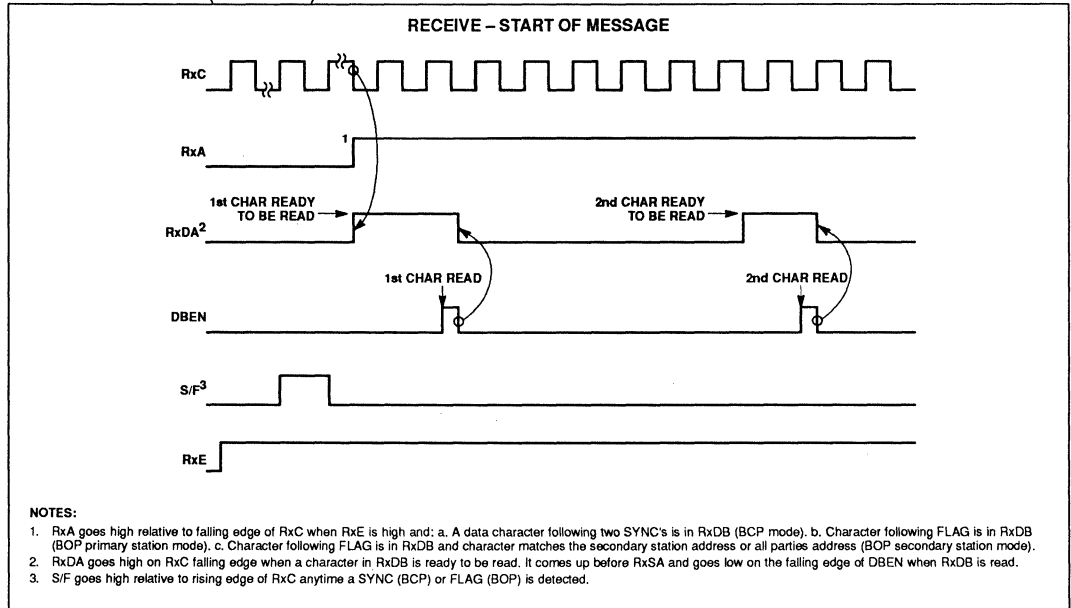 RECEIVE – START OF MESSAGE
RxC
1
RxA
1st CHAR READY
TO BE READ
2nd CHAR READY
TO BE READ
RxDA2
1st CHAR READ
2nd CHAR READ
DBEN
S/F3
RxE
NOTES:
1. RxA goes high relative to falling edge of RxC when RxE is high and: a. A data character following two SYNC's is in RxDB (BCP mode). b. Character following FLAG is in RxDB
(BOP primary station mode). c. Character following FLAG is in RxDB and character matches the secondary station address or all parties address (BOP secondary station mode).
2. RxDA goes high on RxC falling edge when a character in RxDB is ready to be read. It comes up before RxSA and goes low on the falling edge of DBEN when RxDB is read.
3. S/F goes high relative to rising edge of RxC anytime a SYNC (BCP) or FLAG (BOP) is detected.